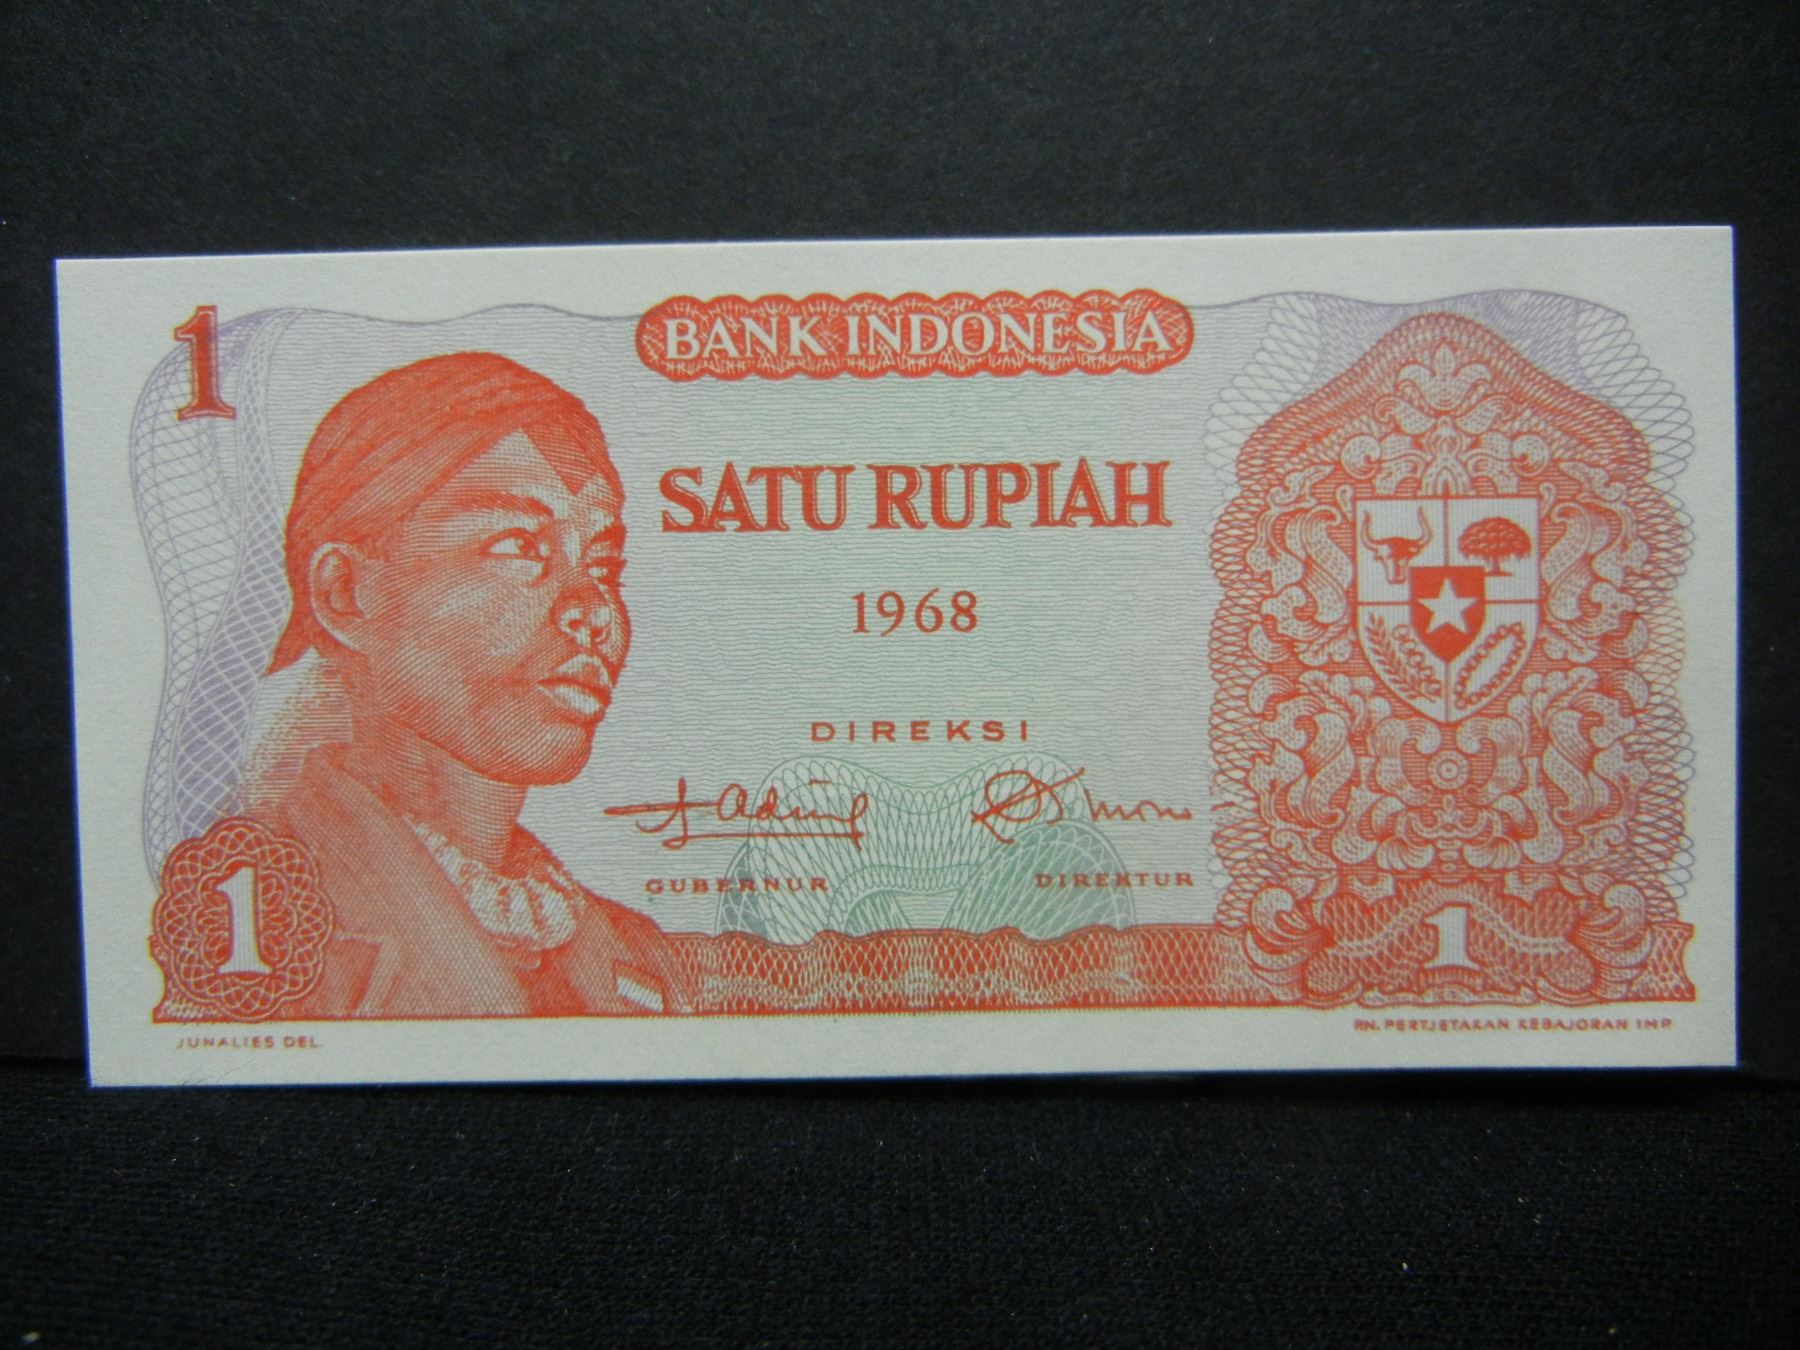 1
BANK INDONESIA
SATU RUPIAH
1968
DIREKSI
GUBERNUR
DIREKTUR
1
1
JUNALIES DEL.
PN. PERTJETAKAN KEBAJORAN IMP.